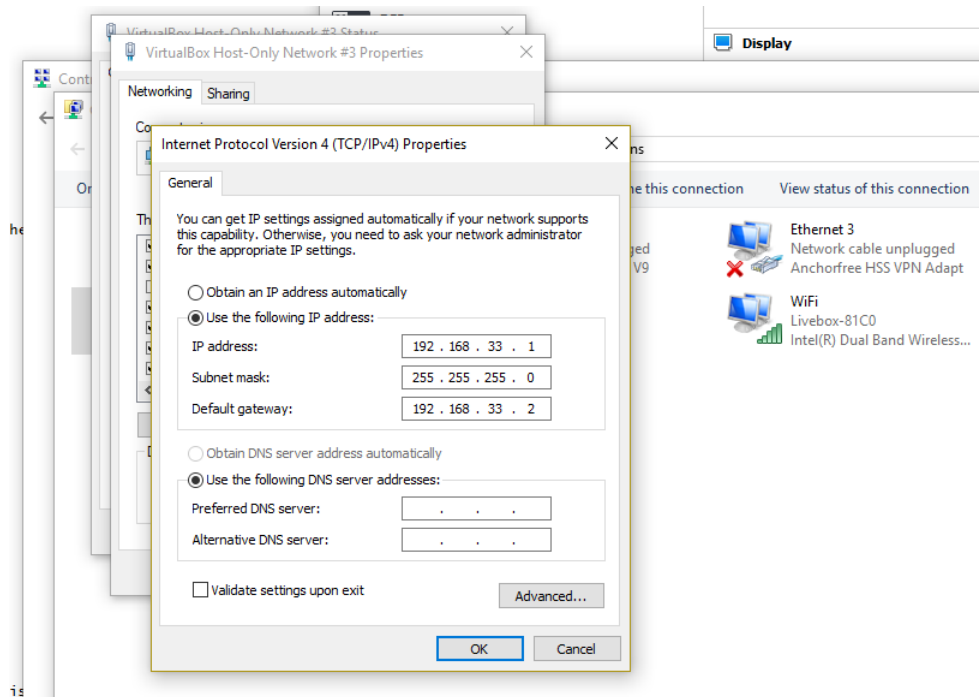 VirtualBox Host-Only Network #3 Status
Display
VirtualBox Host-Only Network #3 Properties
Cont
Networking
Sharing
Co
Internet Protocol Version 4 (TCP/IPv4) Properties
ns
General
Or
ne this connection
View status of this connection
You can get IP settings assigned automatically if your network supports
this capability. Otherwise, you need to ask your network administrator
for the appropriate IP settings.
Th
he
ged
V9
Ethernet 3
Network cable unplugged
Anchorfree HSS VPN Adapt
Obtain an IP address automatically
WiFi
Livebox-81C0
Intel(R) Dual Band Wireless...
Use the following IP address:
IP address:
192 . 168 . 33 . 1
Subnet mask:
255 . 255 . 255 . 0
Default gateway:
192 . 168 . 33 . 2
Obtain DNS server address automatically
Use the following DNS server addresses:
Preferred DNS server:
. . .
Alternative DNS server:
. . .
Validate settings upon exit
Advanced...
OK
Cancel
is